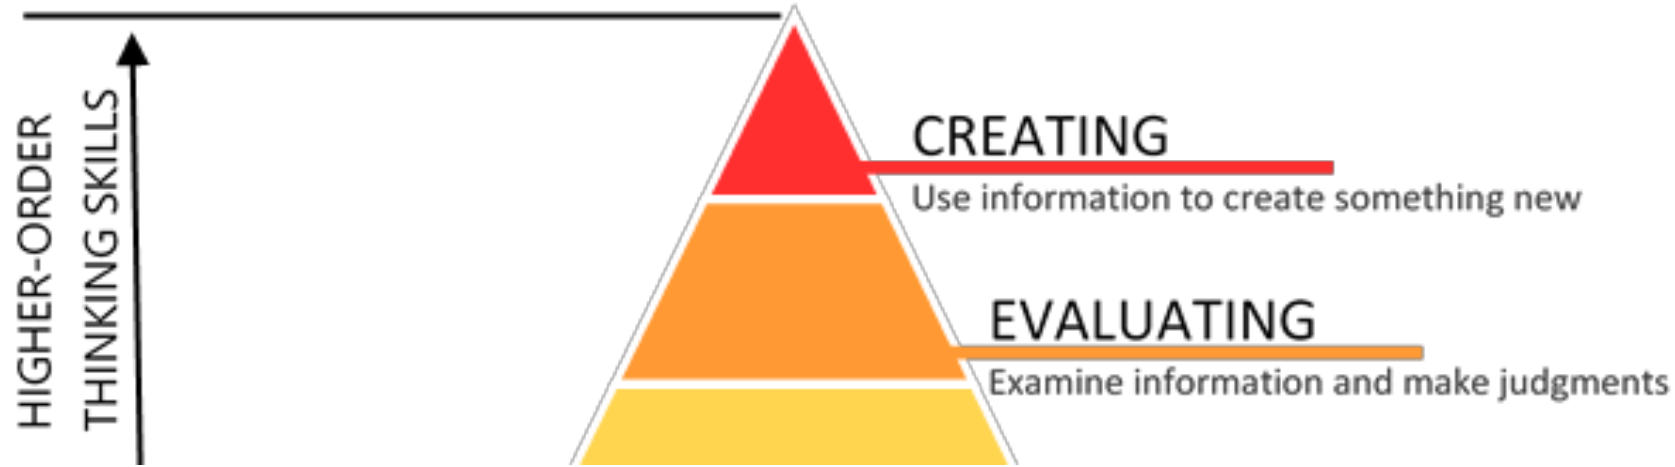 HIGHER-ORDER
THINKING SKILLS
CREATING
Use information to create something new
EVALUATING
Examine information and make judgments